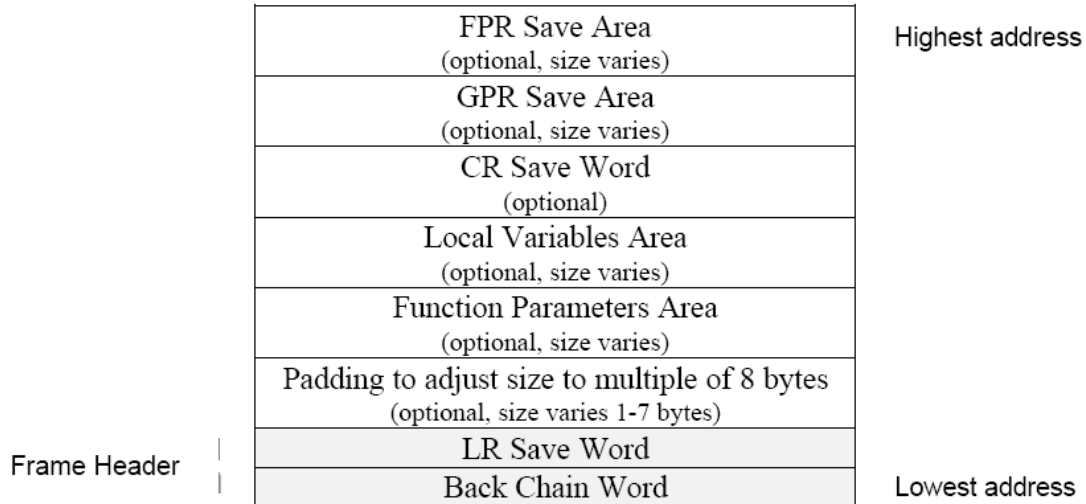 FPR Save Area
(optional, size varies)
Highest address
GPR Save Area
(optional, size varies)
CR Save Word
(optional)
Local Variables Area
(optional, size varies)
Function Parameters Area
(optional, size varies)
Padding to adjust size to multiple of 8 bytes
(optional, size varies 1-7 bytes)
Frame Header
LR Save Word
Back Chain Word
Lowest address